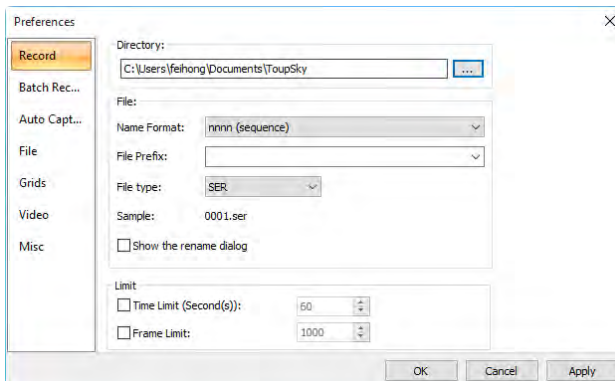 Preferences
Record
Batch Rec...
Auto Capt...
File
Grids
Video
Misc
Directory:
C:\Users\feihong\Documents\ToupSky
...
File:
Name Format: nnnn (sequence)
File Prefix:
File type: SER
Sample: 0001.ser
Show the rename dialog
Limit
Time Limit (Second(s)): 60
Frame Limit: 1000
OK Cancel Apply